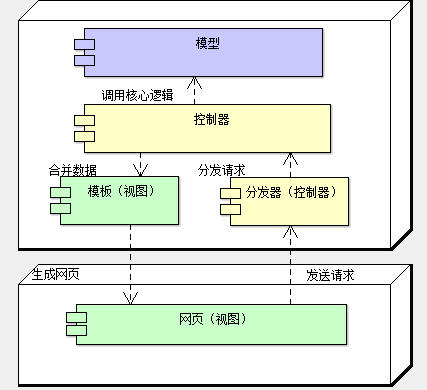 模型
调用核心逻辑
控制器
合并数据
分发请求
模板（视图）
分发器（控制器）
生成网页
发送请求
网页（视图）